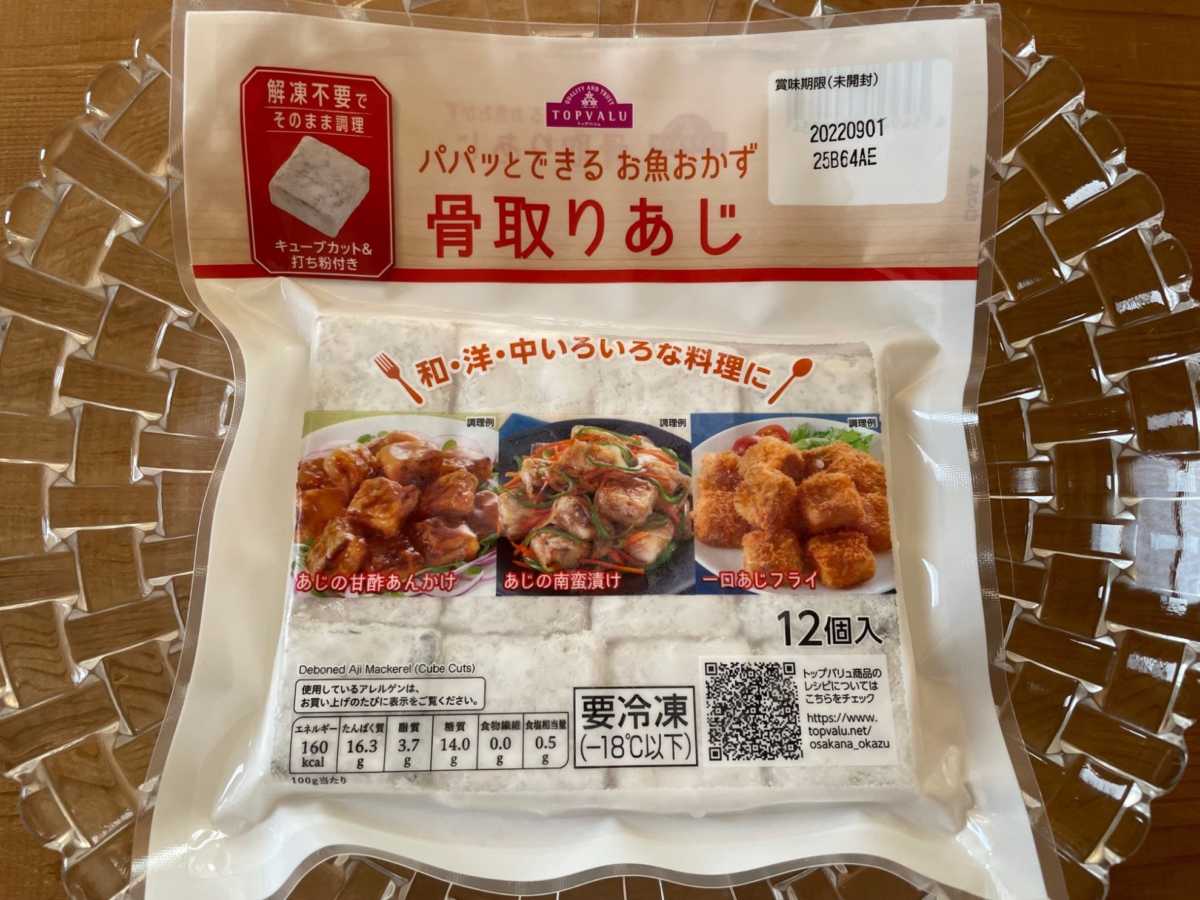 解凍不要で
そのまま調理
キューブカット&
打ち粉付き
QUALITY AND TRUST
TOPVALU
トップバリュ
パパッとできる お魚おかず
骨取りあじ
賞味期限(未開封)
20220901
25B64AE
和・洋・中いろいろな料理に
調理例
あじの甘酢あんかけ
調理例
あじの南蛮漬け
調理例
一口あじフライ
12個入
Deboned Aji Mackerel (Cube Cuts)
使用しているアレルゲンは、
お買い上げのたびに表示をご覧ください。
エネルギー たんぱく質 脂質 糖質 食物繊維 食塩相当量
160 kcal 16.3 g 3.7 g 14.0 g 0.0 g 0.5 g
100g当たり
要冷凍
(-18℃以下)
トップバリュ商品の
レシピについては
こちらをチェック
https://www.
topvalu.net/
osakana_okazu